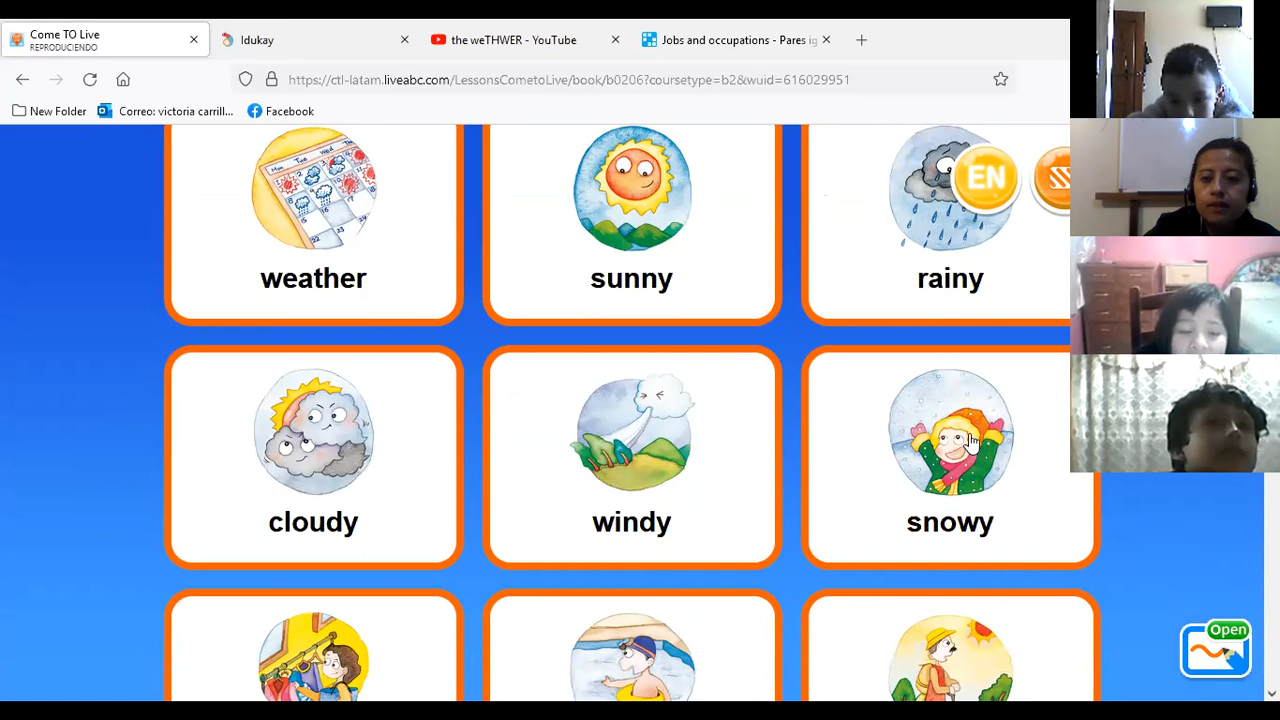 Come TO Live
REPRODUCIENDO
Idukay
the weTHWER - YouTube
Jobs and occupations - Pares ig
https://ctl-latam.liveabc.com/LessonsCometoLive/book/b0206?coursetype=b2&wuid=616029951
New Folder
Correo: victoria carrill...
Facebook
EN
weather
sunny
rainy
cloudy
windy
snowy
Open